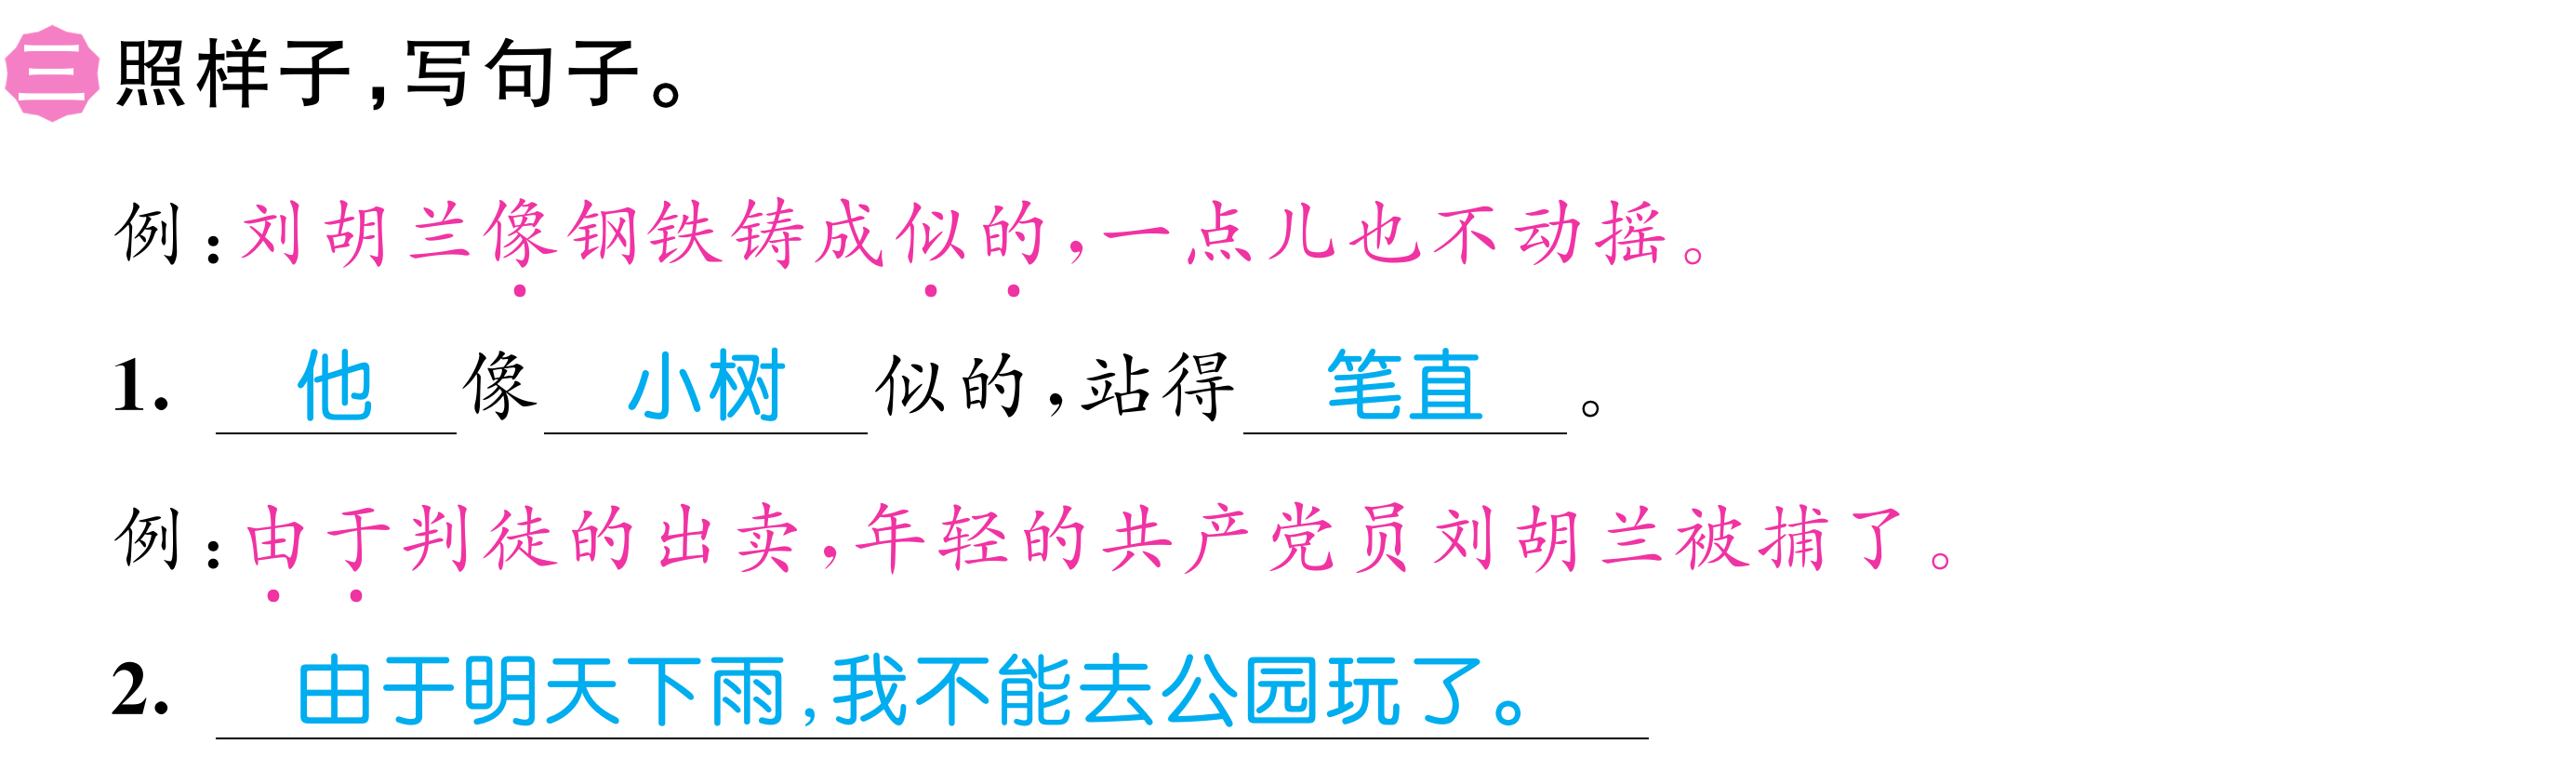 三 照样子,写句子。
例:刘胡兰像钢铁铸成似的,一点儿也不动摇。
1. 他像小树似的,站得笔直。
例:由于判徒的出卖,年轻的共产党员刘胡兰被捕了。
2. 由于明天下雨,我不能去公园玩了。